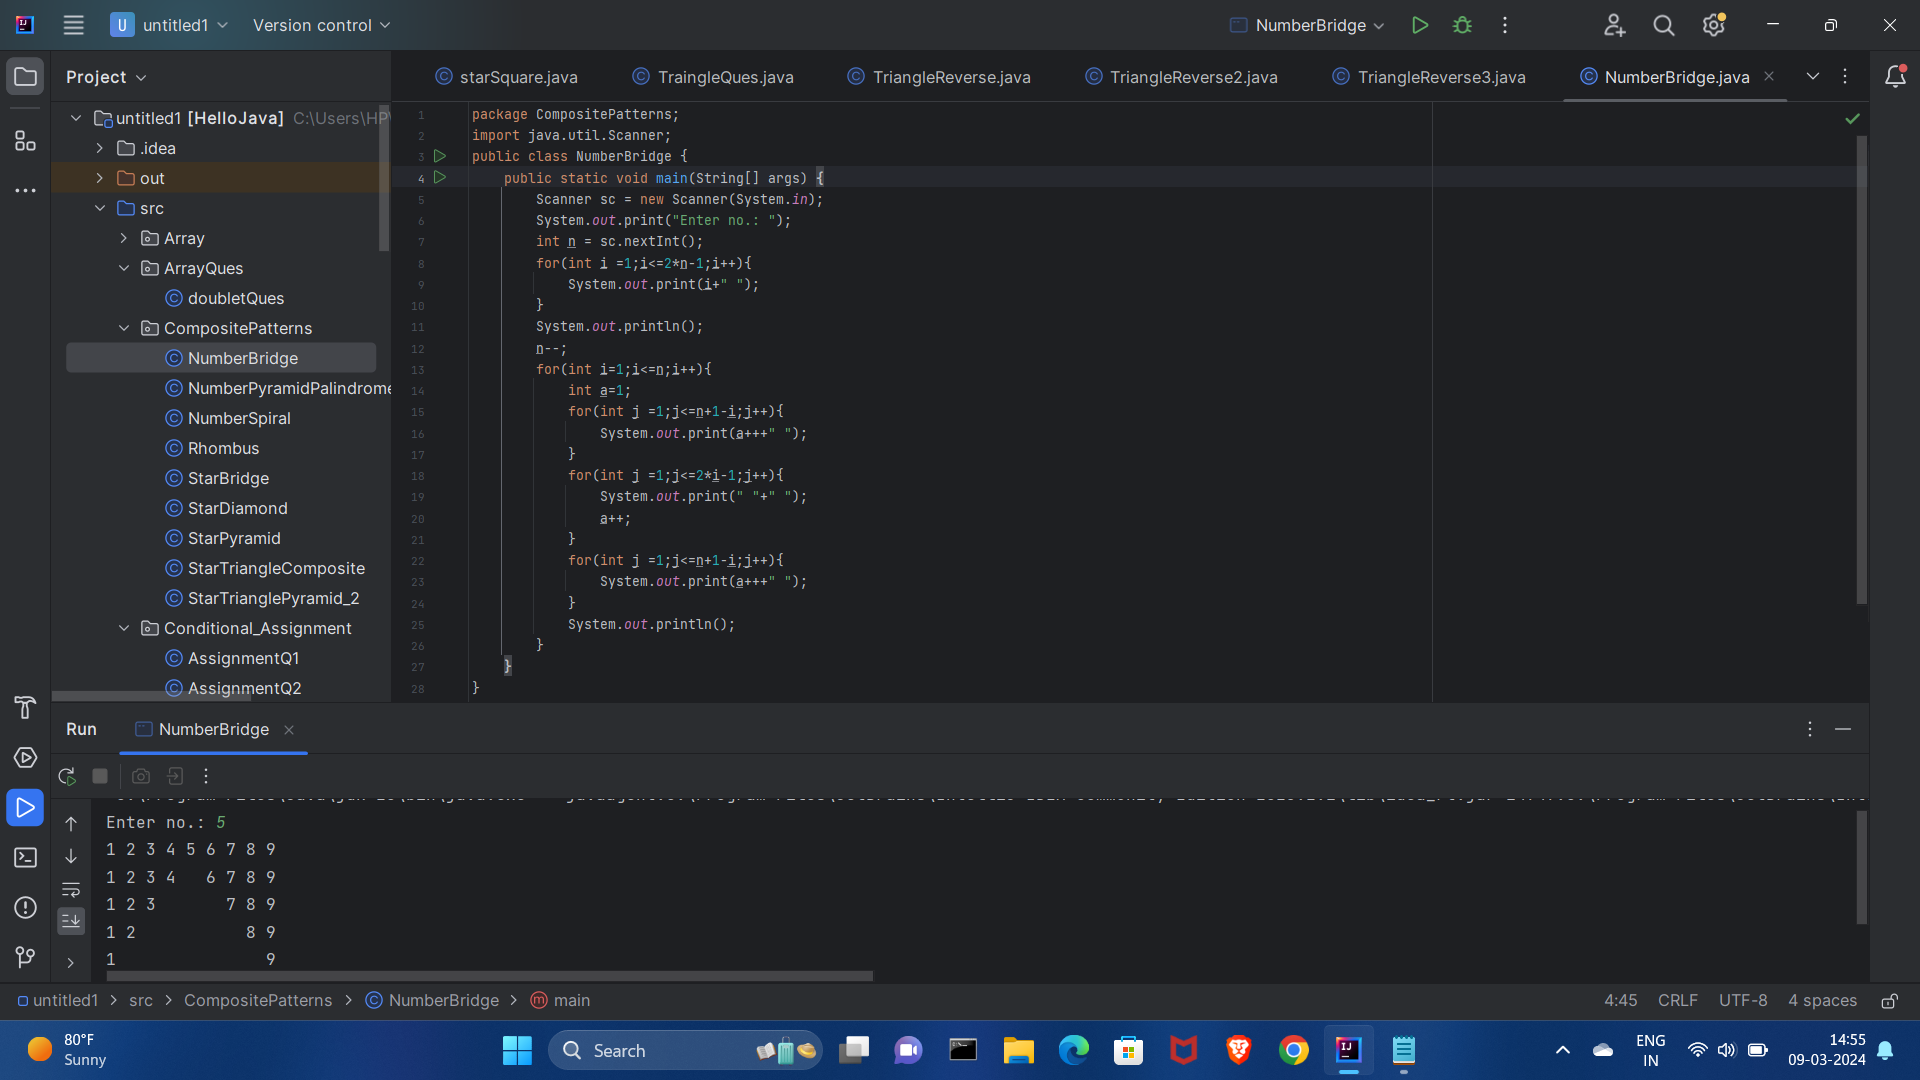 U untitled1 Version control NumberBridge
Project
starSquare.java TraingleQues.java TriangleReverse.java TriangleReverse2.java TriangleReverse3.java NumberBridge.java
untitled1 [HelloJava] C:\Users\HP\
.idea
out
src
Array
ArrayQues
doubletQues
CompositePatterns
NumberBridge
NumberPyramidPalindrome
NumberSpiral
Rhombus
StarBridge
StarDiamond
StarPyramid
StarTriangleComposite
StarTrianglePyramid_2
Conditional_Assignment
AssignmentQ1
AssignmentQ2
1 package CompositePatterns;
2 import java.util.Scanner;
3 public class NumberBridge {
4 public static void main(String[] args) {
5 Scanner sc = new Scanner(System.in);
6 System.out.print("Enter no.: ");
7 int n = sc.nextInt();
8 for(int i =1;i<=2*n-1;i++){
9 System.out.print(i+" ");
10 }
11 System.out.println();
12 n--;
13 for(int i=1;i<=n;i++){
14 int a=1;
15 for(int j =1;j<=n+1-i;j++){
16 System.out.print(a+++" ");
17 }
18 for(int j =1;j<=2*i-1;j++){
19 System.out.print(" "+" ");
20 a++;
21 }
22 for(int j =1;j<=n+1-i;j++){
23 System.out.print(a+++" ");
24 }
25 System.out.println();
26 }
27 }
28 }
Run NumberBridge
Enter no.: 5
1 2 3 4 5 6 7 8 9
1 2 3 4 6 7 8 9
1 2 3 7 8 9
1 2 8 9
1 9
untitled1 > src > CompositePatterns > NumberBridge > main 4:45 CRLF UTF-8 4 spaces
80°F
Sunny
Search
ENG
IN
14:55
09-03-2024